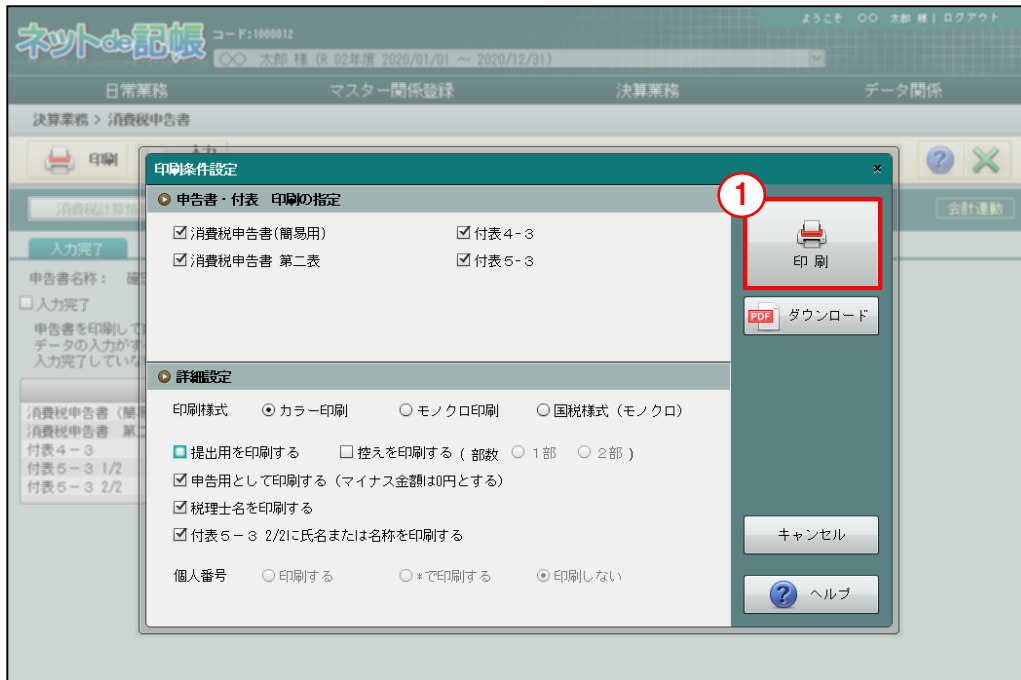 ようこそ 〇〇 太郎 様 | ログアウト
ネットde記帳 コード:1000012
〇〇 太郎 様 (R 02年度 2020/01/01 ～ 2020/12/31)
日常業務 マスター関係登録 決算業務 データ関係
決算業務 > 消費税申告書
印刷 入力
消費税計算 会計連動
入力完了
申告書名称：
入力完了
申告書を印刷して
データの入力がす
入力完了していな
消費税申告書（簡易
消費税申告書 第二
付表４－３
付表５－３ 1/2
付表５－３ 2/2
印刷条件設定 ×
申告書・付表 印刷の指定
消費税申告書(簡易用) 付表４-３
消費税申告書 第二表 付表５-３
1
印 刷
PDF ダウンロード
詳細設定
印刷様式 カラー印刷 モノクロ印刷 国税様式（モノクロ）
提出用を印刷する 控えを印刷する ( 部数 １部 ２部 )
申告用として印刷する（マイナス金額は0円とする）
税理士名を印刷する
付表５－３ 2/2に氏名または名称を印刷する
個人番号 印刷する *で印刷する 印刷しない
キャンセル
? ヘルプ